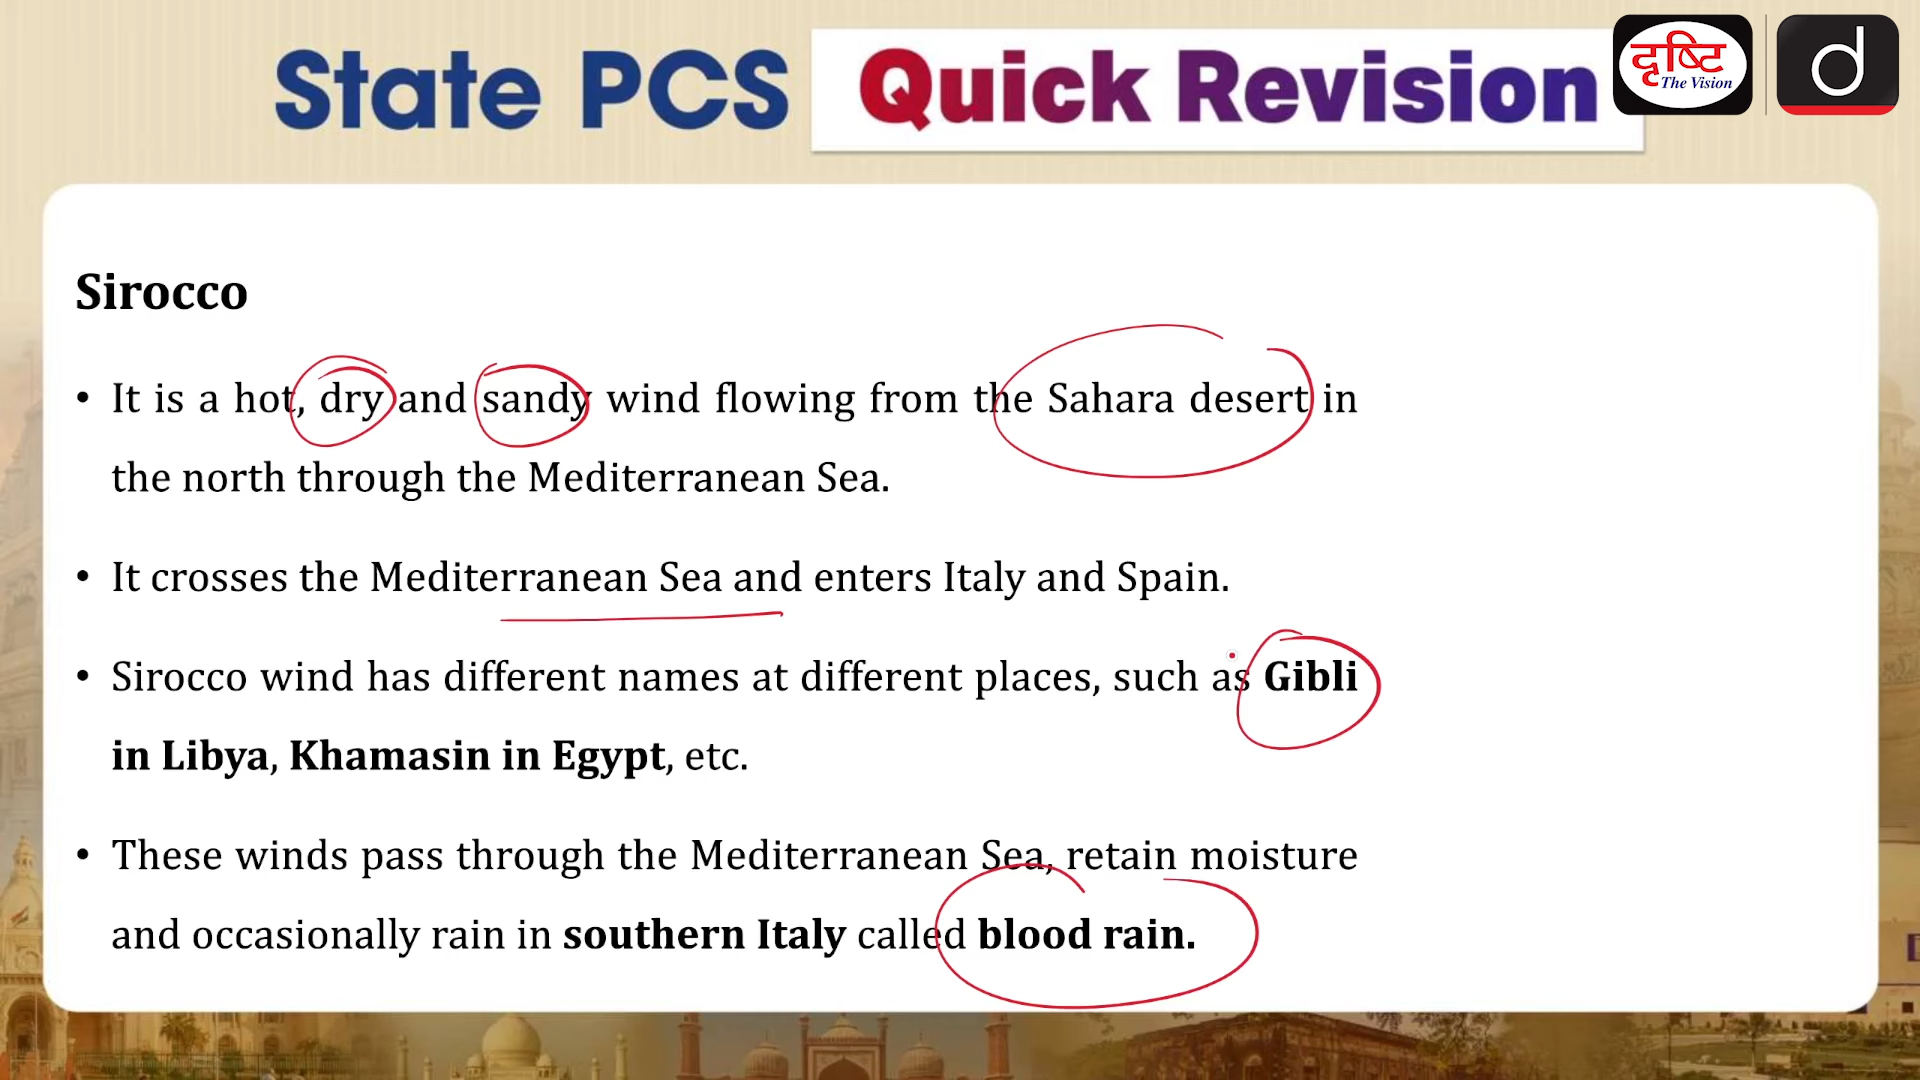 State PCS Quick Revision
दृष्टि
The Vision
d
Sirocco
• It is a hot, dry and sandy wind flowing from the Sahara desert in
the north through the Mediterranean Sea.
• It crosses the Mediterranean Sea and enters Italy and Spain.
• Sirocco wind has different names at different places, such as Gibli
in Libya, Khamasin in Egypt, etc.
• These winds pass through the Mediterranean Sea, retain moisture
and occasionally rain in southern Italy called blood rain.